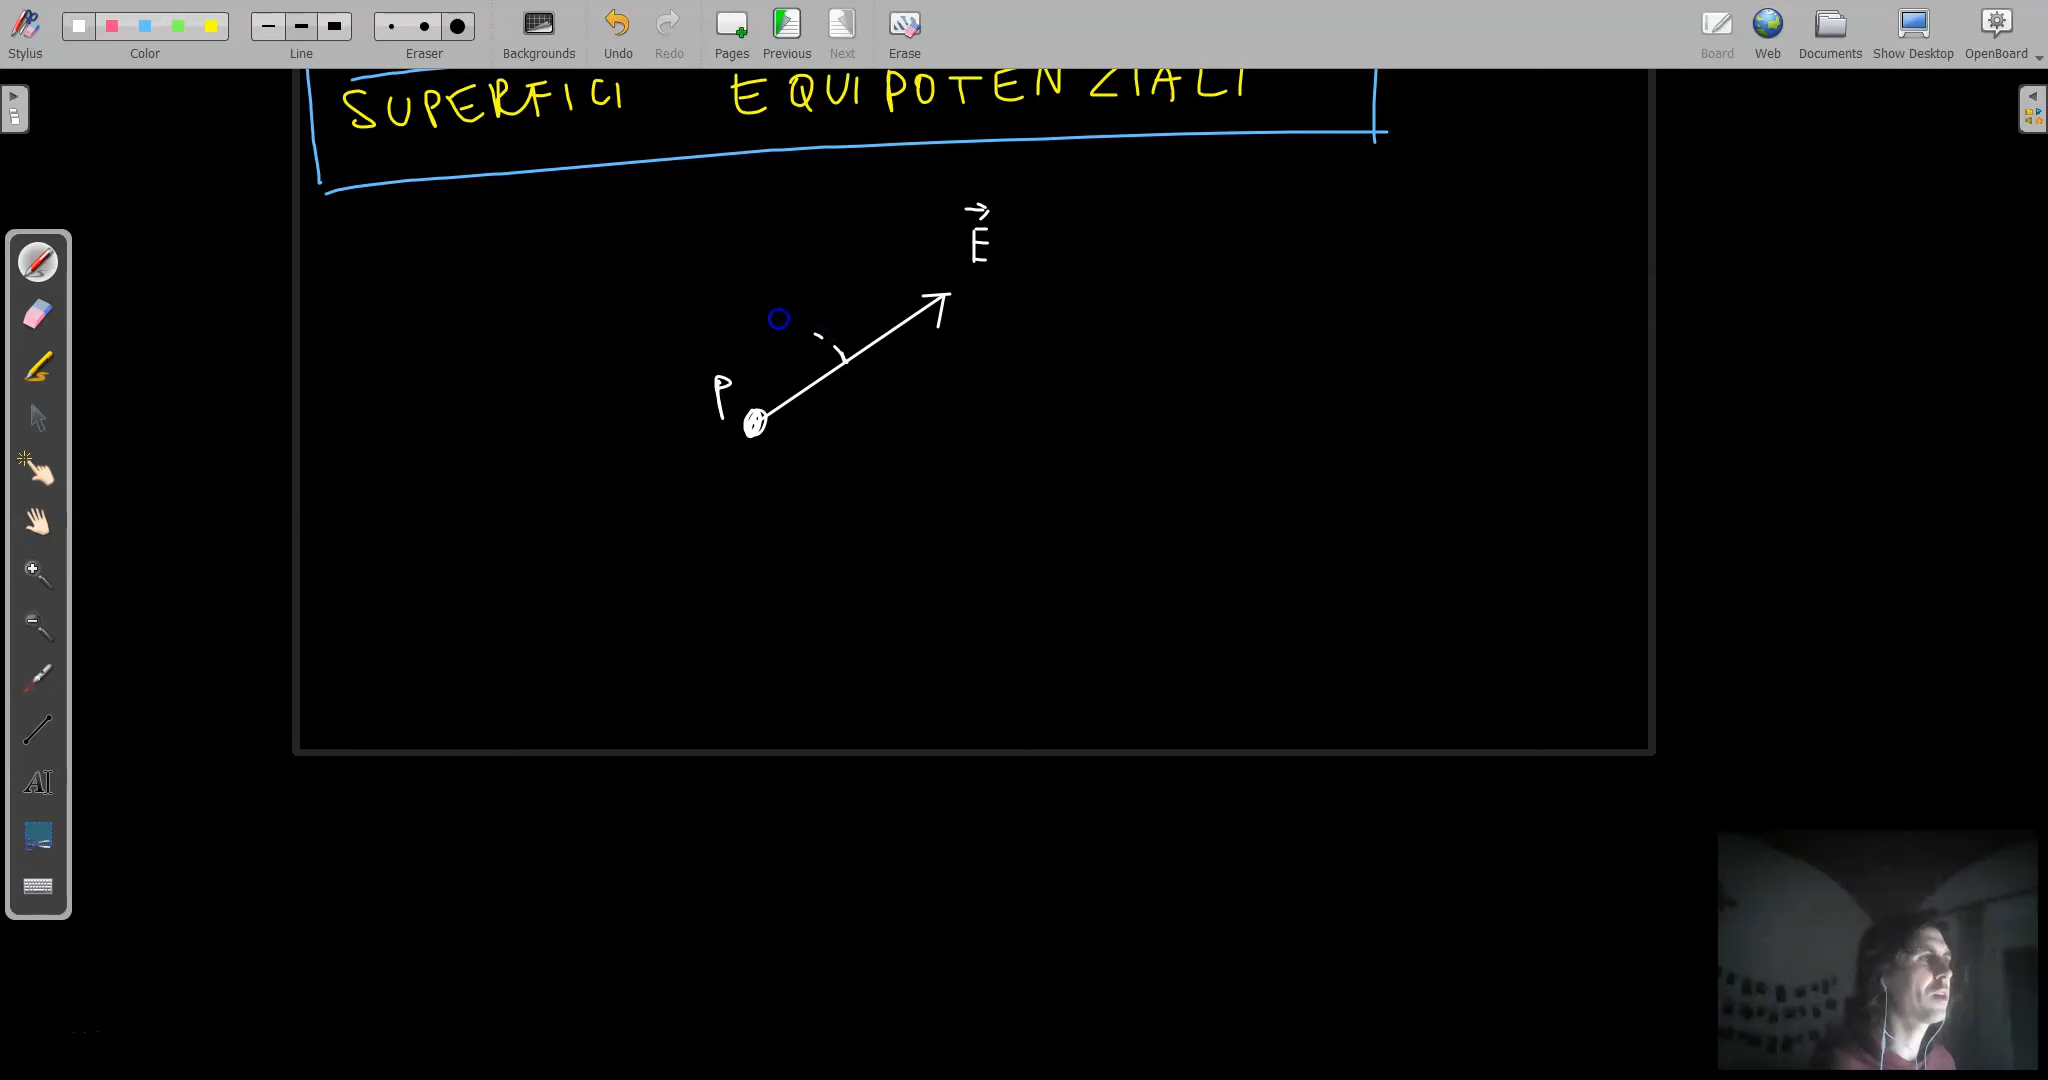 Stylus Color Line Eraser Backgrounds Undo Redo Pages Previous Next Erase Board Web Documents Show Desktop OpenBoard
SUPERFICI EQUIPOTENZIALI
E
P
AI